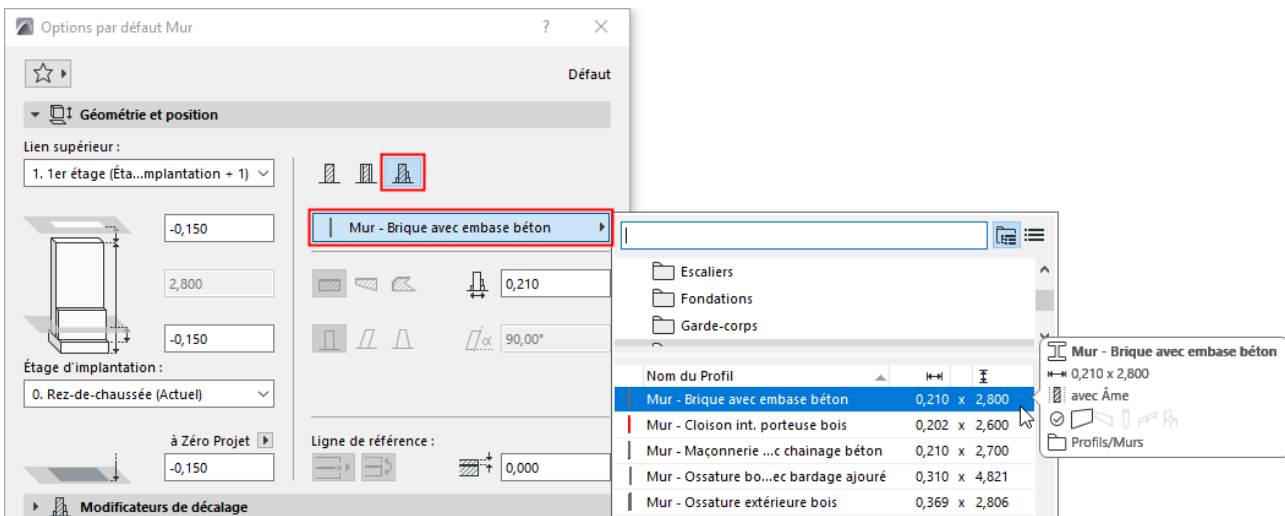 Options par défaut Mur
?
Défaut
Géométrie et position
Lien supérieur :
1. 1er étage (Éta...mplantation + 1)
-0,150
Mur - Brique avec embase béton
2,800
0,210
-0,150
α 90,00°
Étage d'implantation :
0. Rez-de-chaussée (Actuel)
à Zéro Projet
-0,150
Ligne de référence :
0,000
Modificateurs de décalage
Escaliers
Fondations
Garde-corps
Nom du Profil
Mur - Brique avec embase béton 0,210 x 2,800
Mur - Cloison int. porteuse bois 0,202 x 2,600
Mur - Maçonnerie ...c chainage béton 0,210 x 2,700
Mur - Ossature bo...ec bardage ajouré 0,310 x 4,821
Mur - Ossature extérieure bois 0,369 x 2,806
Mur - Brique avec embase béton
0,210 x 2,800
avec Âme
Profils/Murs